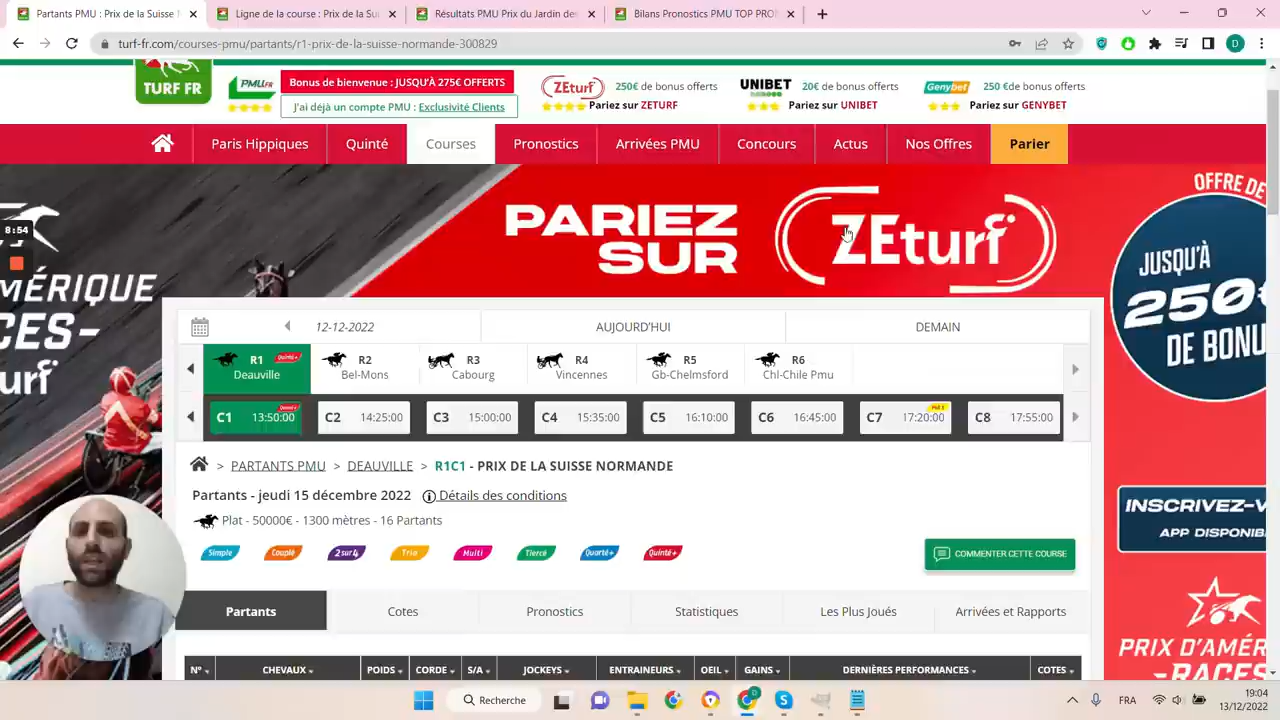 Partants PMU : Prix de la Suisse N
Ligne de la course : Prix de la Su
Résultats PMU Prix du Jardin des
Bilans Pronostics PMU TOP PRO
turf-fr.com/courses-pmu/partants/r1-prix-de-la-suisse-normande-300829
D
TURF FR
PMU.FR
Bonus de bienvenue : JUSQU'À 275€ OFFERTS
J'ai déjà un compte PMU : Exclusivité Clients
ZEturf
250€ de bonus offerts
Pariez sur ZETURF
UNIBET
20€ de bonus offerts
Pariez sur UNIBET
Genybet
250 €de bonus offerts
Pariez sur GENYBET
Paris Hippiques
Quinté
Courses
Pronostics
Arrivées PMU
Concours
Actus
Nos Offres
Parier
8:54
MÉRIQUE
CES-
urf
PARIEZ
SUR
ZEturf
OFFRE DE
JUSQU'À
250€
DE BONU
12-12-2022
AUJOURD'HUI
DEMAIN
R1 Quinté+
Deauville
R2
Bel-Mons
R3
Cabourg
R4
Vincennes
R5
Gb-Chelmsford
R6
Chl-Chile Pmu
C1 13:50:00
C2 14:25:00
C3 15:00:00
C4 15:35:00
C5 16:10:00
C6 16:45:00
C7 17:20:00
C8 17:55:00
> PARTANTS PMU > DEAUVILLE > R1C1 - PRIX DE LA SUISSE NORMANDE
Partants - jeudi 15 décembre 2022 Détails des conditions
Plat - 50000€ - 1300 mètres - 16 Partants
Simple
Couplé
2sur4
Trio
Multi
Tiercé
Quarté+
Quinté+
COMMENTER CETTE COURSE
INSCRIVEZ-V
APP DISPONIB
PRIX D'AMÉR
-RACES-
Partants
Cotes
Pronostics
Statistiques
Les Plus Joués
Arrivées et Rapports
N° CHEVAUX POIDS CORDE S/A JOCKEYS ENTRAINEURS OEIL GAINS DERNIÈRES PERFORMANCES COTES
Recherche
FRA
19:04
13/12/2022